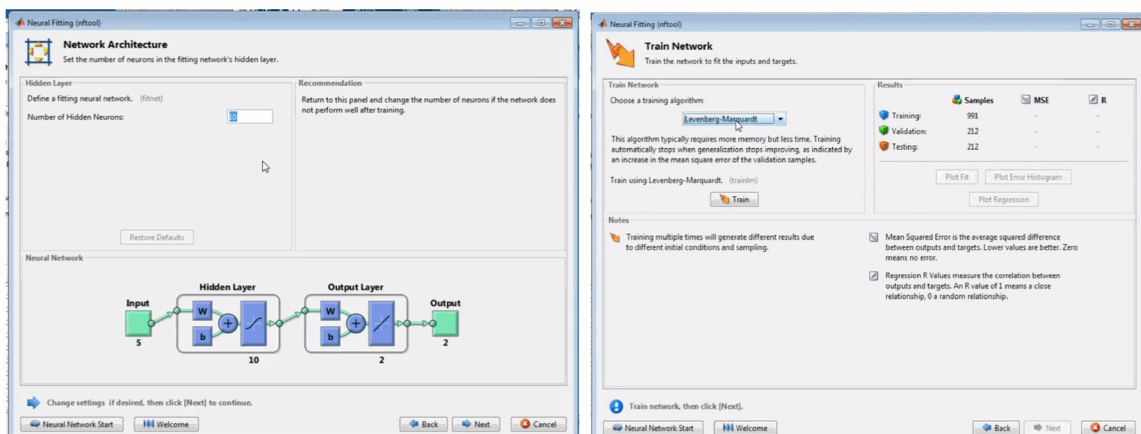 Neural Fitting (nftool)
Network Architecture
Set the number of neurons in the fitting network's hidden layer.
Hidden Layer
Define a fitting neural network. (fitnet)
Number of Hidden Neurons:
10
Restore Defaults
Recommendation
Return to this panel and change the number of neurons if the network does
not perform well after training.
Neural Network
Hidden Layer
Output Layer
Input
Output
W
b
+
W
b
+
5
10
2
2
Change settings if desired, then click [Next] to continue.
Neural Network Start
Welcome
Back
Next
Cancel
Neural Fitting (nftool)
Train Network
Train the network to fit the inputs and targets.
Train Network
Choose a training algorithm:
Levenberg-Marquardt
This algorithm typically requires more memory but less time. Training
automatically stops when generalization stops improving, as indicated by
an increase in the mean square error of the validation samples.
Train using Levenberg-Marquardt. (trainlm)
Train
Results
Samples MSE R
Training: 991 - -
Validation: 212 - -
Testing: 212 - -
Plot Fit Plot Error Histogram
Plot Regression
Notes
Training multiple times will generate different results due
to different initial conditions and sampling.
Mean Squared Error is the average squared difference
between outputs and targets. Lower values are better. Zero
means no error.
Regression R Values measure the correlation between
outputs and targets. An R value of 1 means a close
relationship, 0 a random relationship.
Train network, then click [Next].
Neural Network Start
Welcome
Back
Next
Cancel